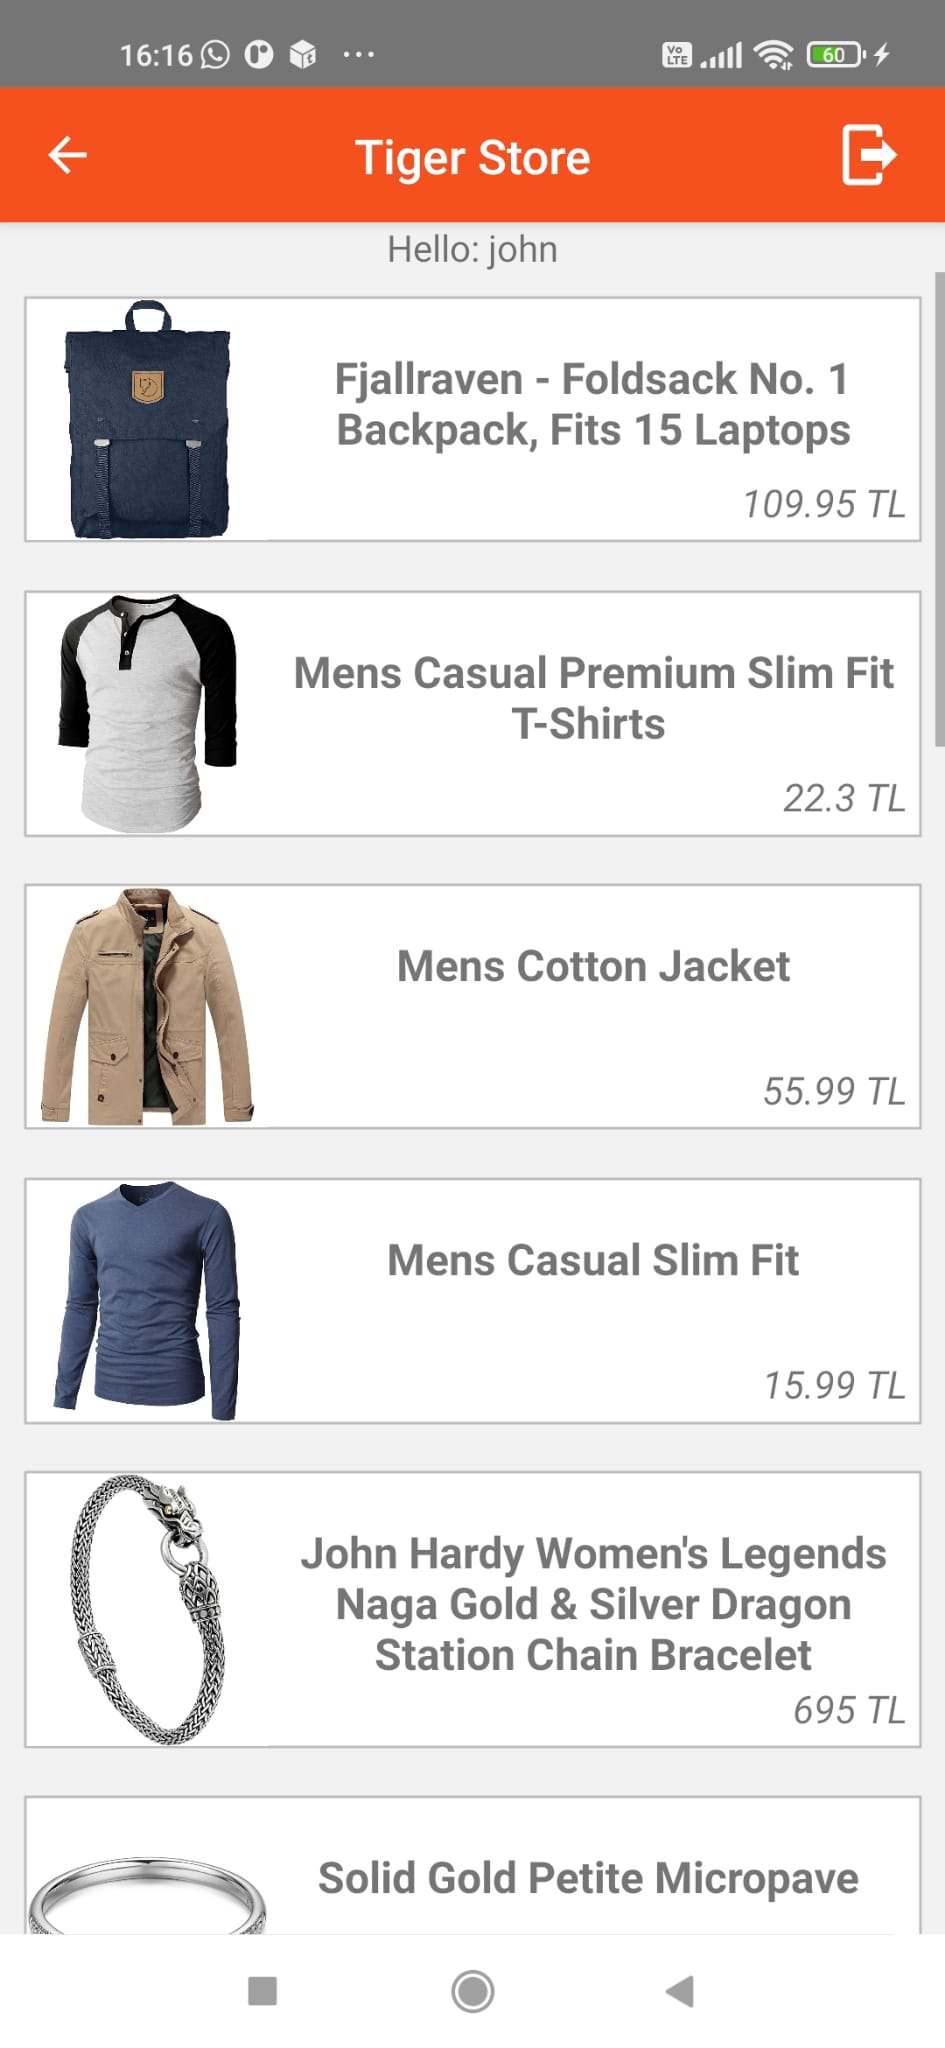 16:16
Vo
LTE
60
Tiger Store
Hello: john
Fjallraven - Foldsack No. 1
Backpack, Fits 15 Laptops
109.95 TL
Mens Casual Premium Slim Fit
T-Shirts
22.3 TL
Mens Cotton Jacket
55.99 TL
Mens Casual Slim Fit
15.99 TL
John Hardy Women's Legends
Naga Gold & Silver Dragon
Station Chain Bracelet
695 TL
Solid Gold Petite Micropave